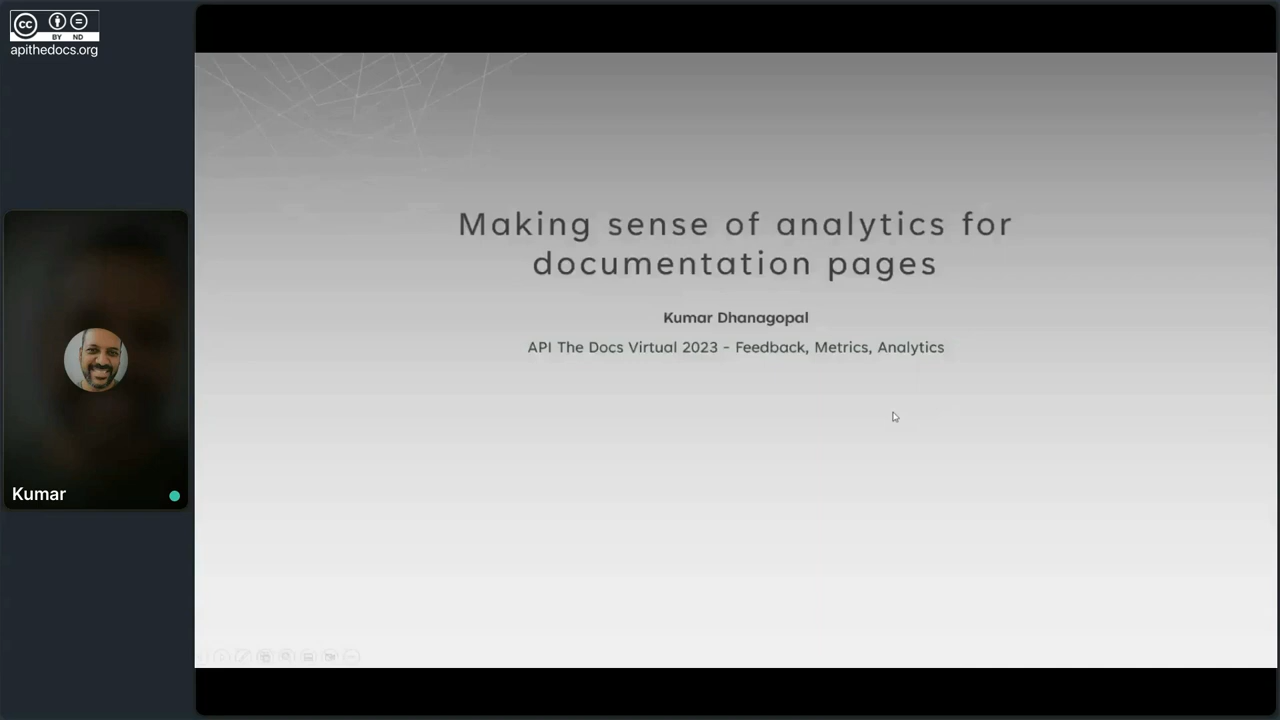 cc
BY ND
apithedocs.org
Making sense of analytics for
documentation pages
Kumar Dhanagopal
API The Docs Virtual 2023 - Feedback, Metrics, Analytics
Kumar